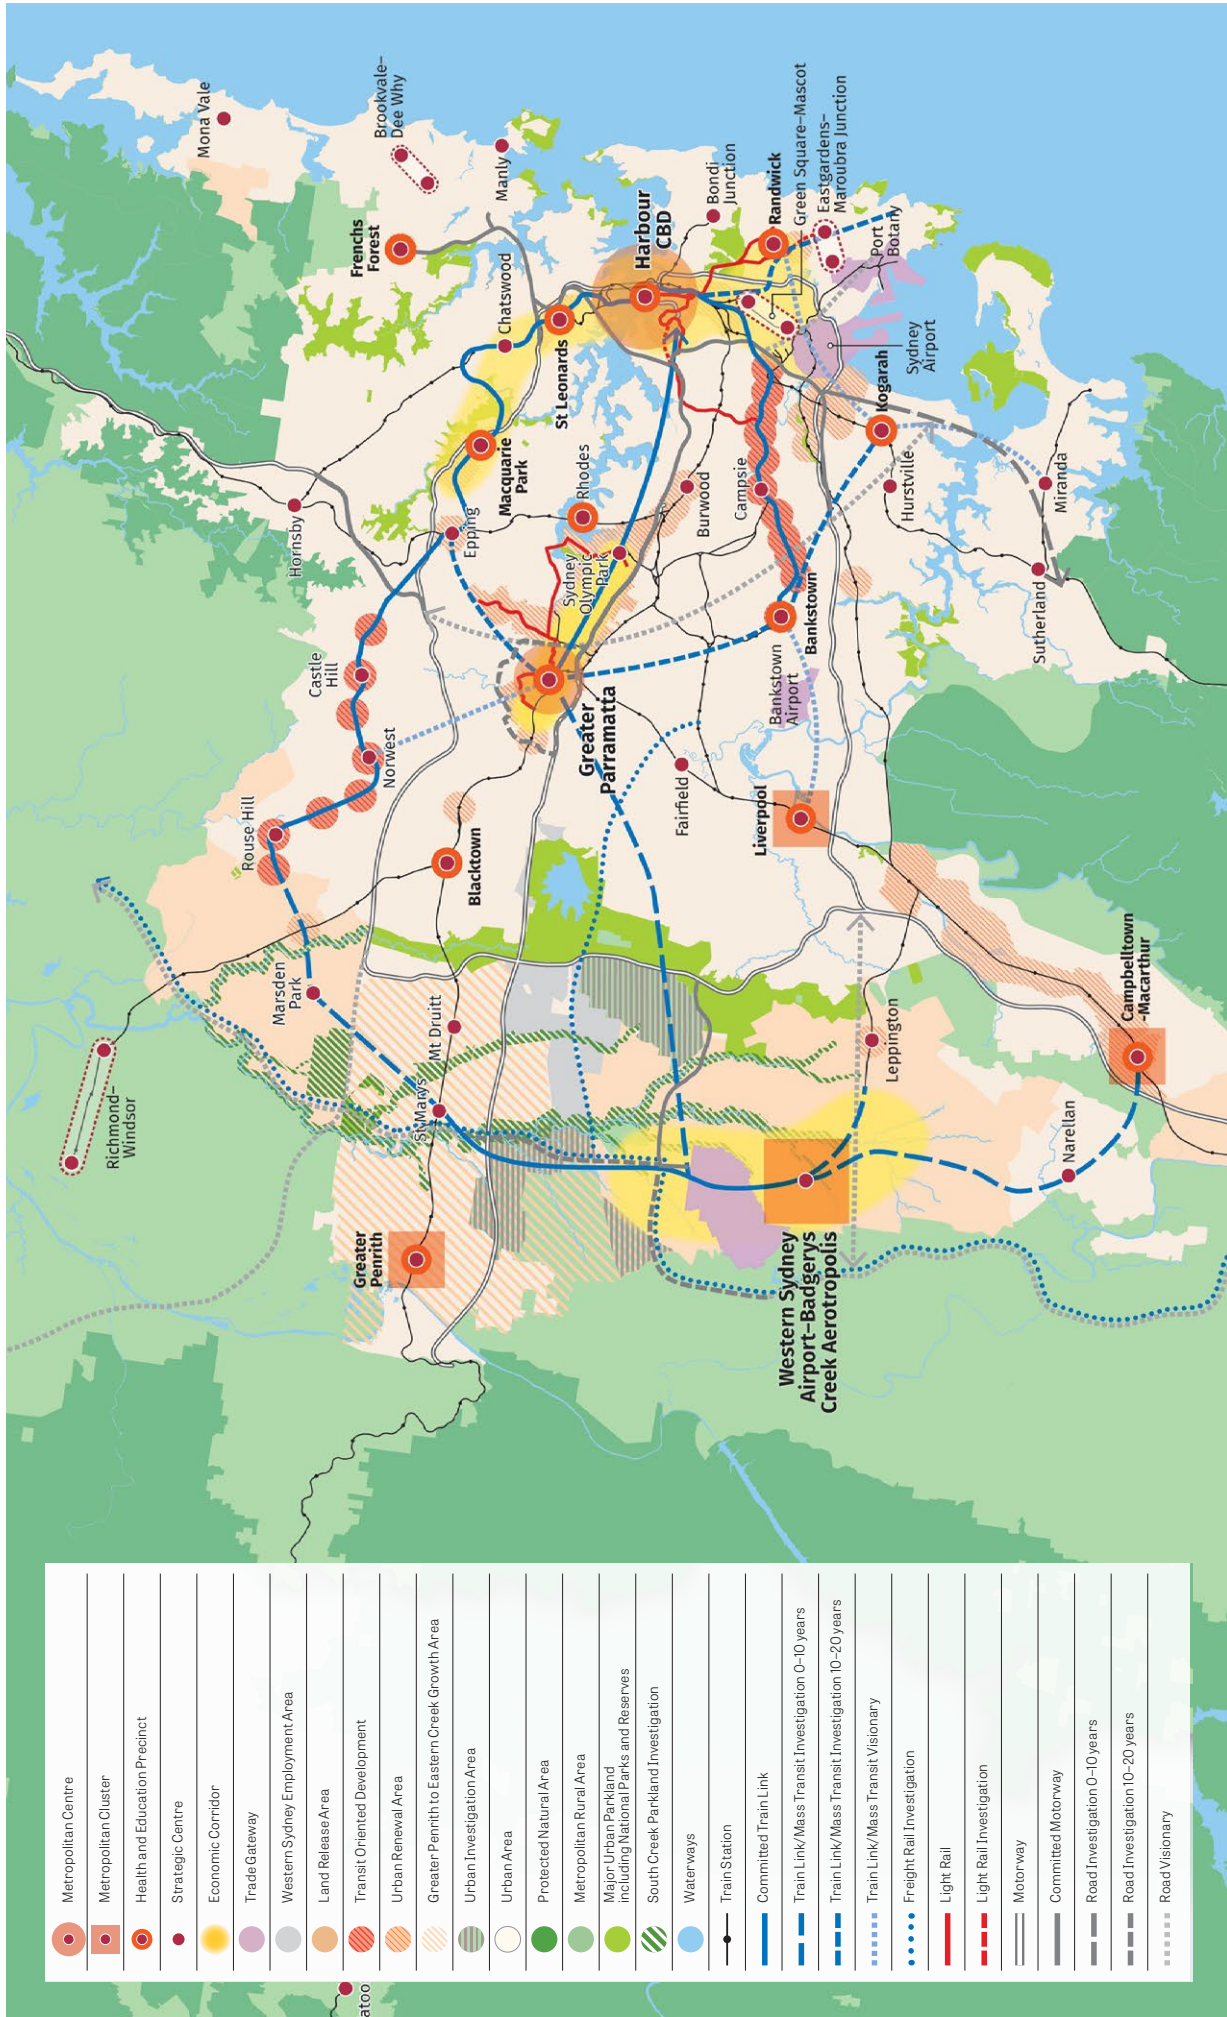 Metropolitan Centre
Metropolitan Cluster
Health and Education Precinct
Strategic Centre
Economic Corridor
Trade Gateway
Western Sydney Employment Area
Land Release Area
Transit Oriented Development
Urban Renewal Area
Greater Penrith to Eastern Creek Growth Area
Urban Investigation Area
Urban Area
Protected Natural Area
Metropolitan Rural Area
Major Urban Parkland
including National Parks and Reserves
South Creek Parkland Investigation
Waterways
Train Station
Committed Train Link
Train Link/Mass Transit Investigation 0–10 years
Train Link/Mass Transit Investigation 10–20 years
Train Link/Mass Transit Visionary
Freight Rail Investigation
Light Rail
Light Rail Investigation
Motorway
Committed Motorway
Road Investigation 0–10 years
Road Investigation 10–20 years
Road Visionary
atoo
Richmond–
Windsor
Marsden
Park
Rouse Hill
Norwest
Castle
Hill
Hornsby
Mona Vale
Brookvale–
Dee Why
Frenchs
Forest
Manly
Chatswood
St Leonards
Macquarie
Park
Epping
Rhodes
Sydney
Olympic
Park
Harbour
CBD
Bondi
Junction
Randwick
Green Square–Mascot
Eastgardens–
Maroubra Junction
Port
Botany
Sydney
Airport
Kogarah
Hurstville
Miranda
Sutherland
Campsie
Burwood
Bankstown
Bankstown
Airport
Greater
Parramatta
Fairfield
Liverpool
Blacktown
Mt Druitt
St Marys
Greater
Penrith
Western Sydney
Airport–Badgerys
Creek Aerotropolis
Leppington
Narellan
Campbelltown
-Macarthur